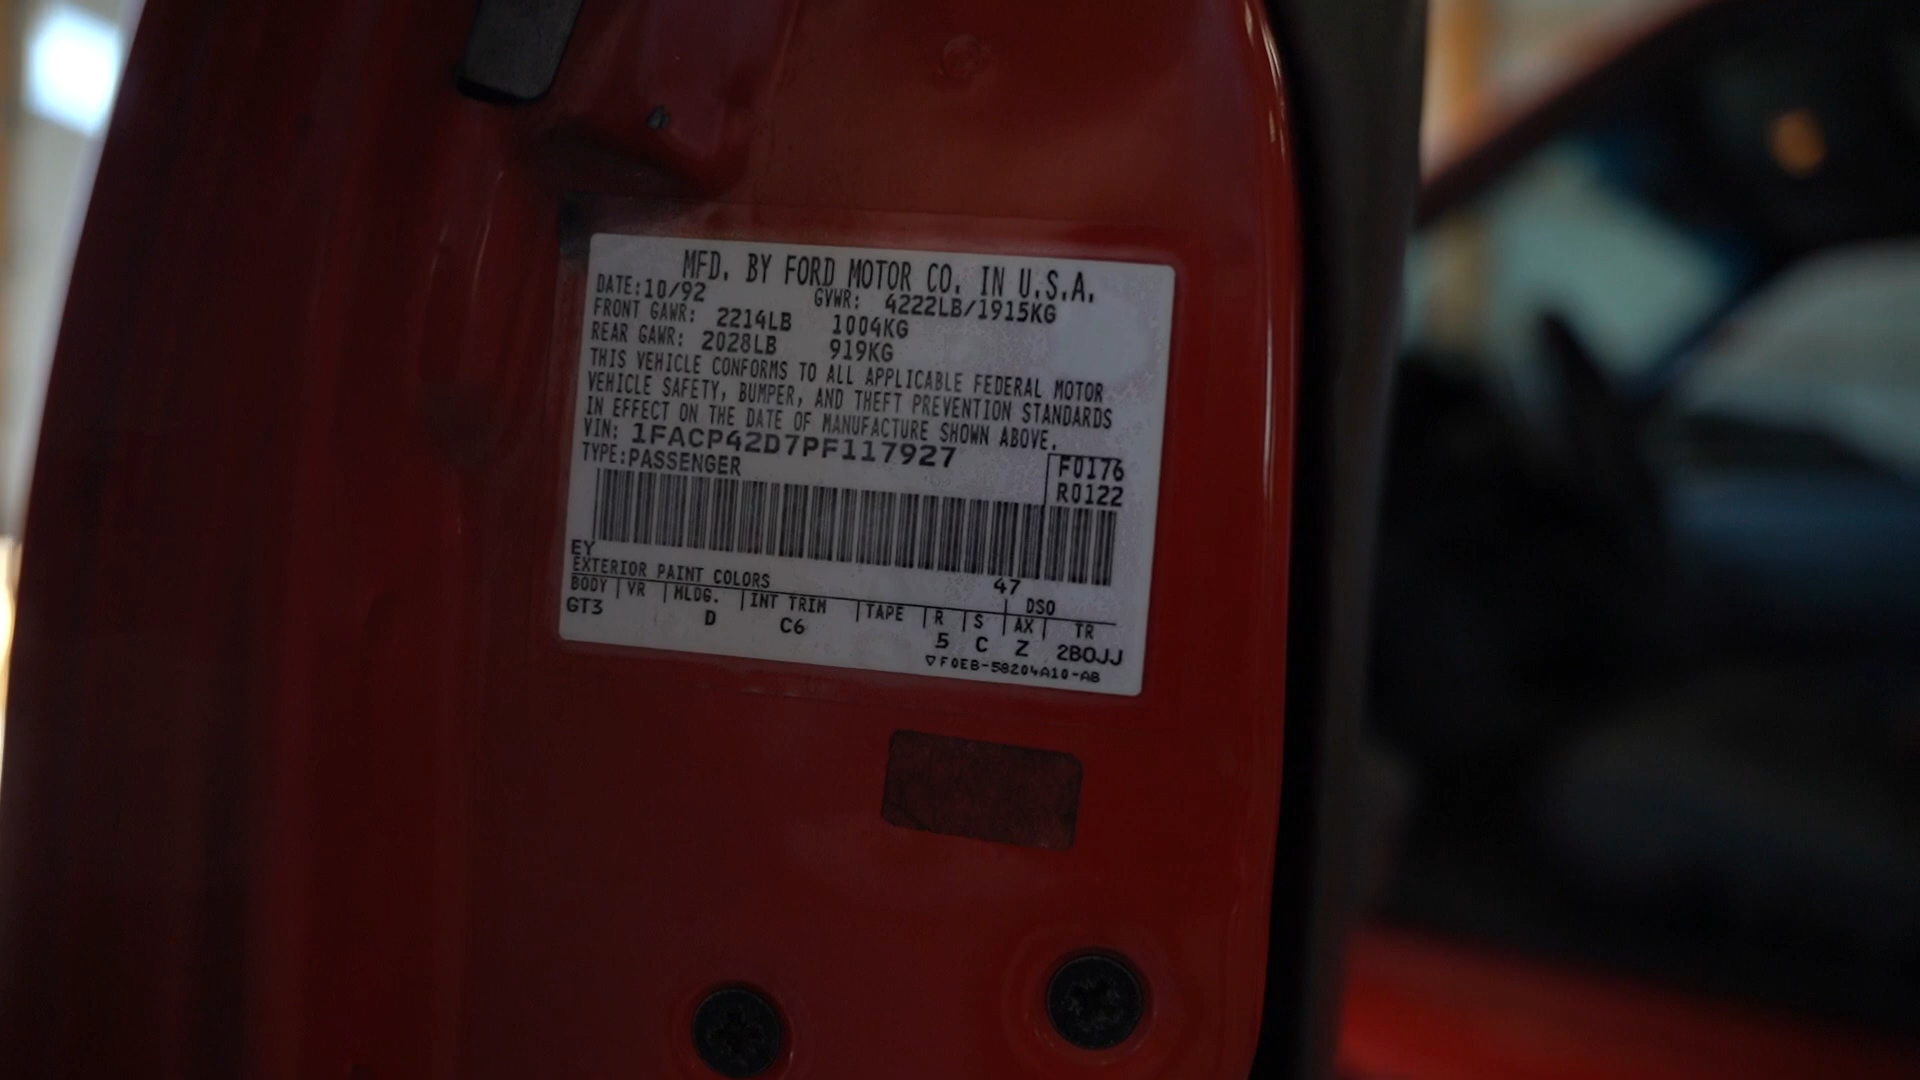 MFD. BY FORD MOTOR CO. IN U.S.A.
DATE:10/92 GVWR: 4222LB/1915KG
FRONT GAWR: 2214LB 1004KG
REAR GAWR: 2028LB 919KG
THIS VEHICLE CONFORMS TO ALL APPLICABLE FEDERAL MOTOR
VEHICLE SAFETY, BUMPER, AND THEFT PREVENTION STANDARDS
IN EFFECT ON THE DATE OF MANUFACTURE SHOWN ABOVE.
VIN: 1FACP42D7PF117927
TYPE:PASSENGER
F0176
R0122
EY
EXTERIOR PAINT COLORS 47 DSO
BODY VR MLDG. INT TRIM TAPE R S AX TR
GT3 D C6 5 C Z 2B0JJ
▽F0EB-58204A10-AB